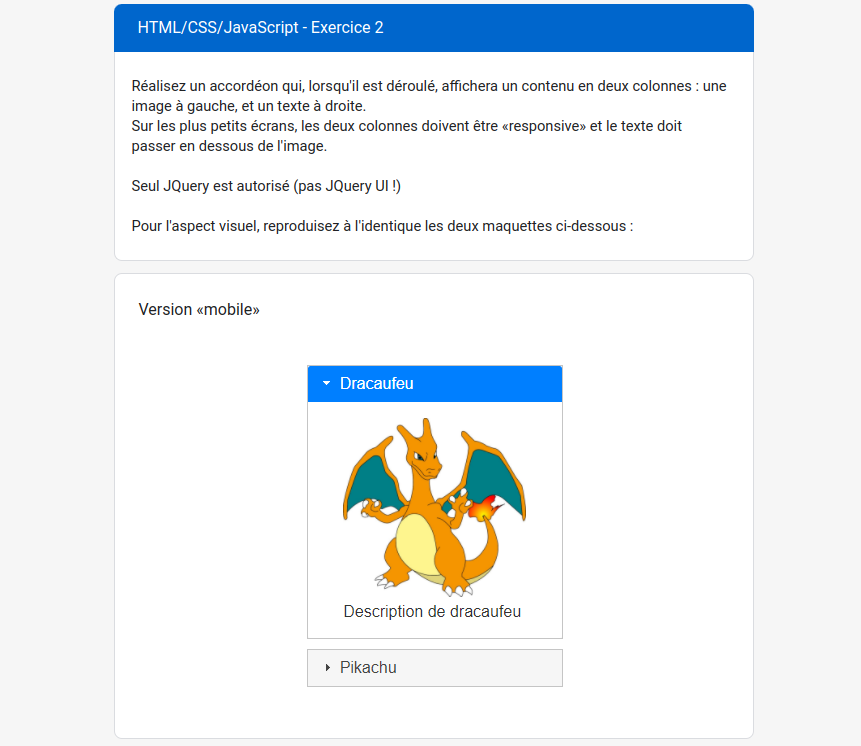 HTML/CSS/JavaScript - Exercice 2
Réalisez un accordéon qui, lorsqu'il est déroulé, affichera un contenu en deux colonnes : une
image à gauche, et un texte à droite.
Sur les plus petits écrans, les deux colonnes doivent être «responsive» et le texte doit
passer en dessous de l'image.
Seul JQuery est autorisé (pas JQuery UI !)
Pour l'aspect visuel, reproduisez à l'identique les deux maquettes ci-dessous :
Version «mobile»
Dracaufeu
Description de dracaufeu
Pikachu